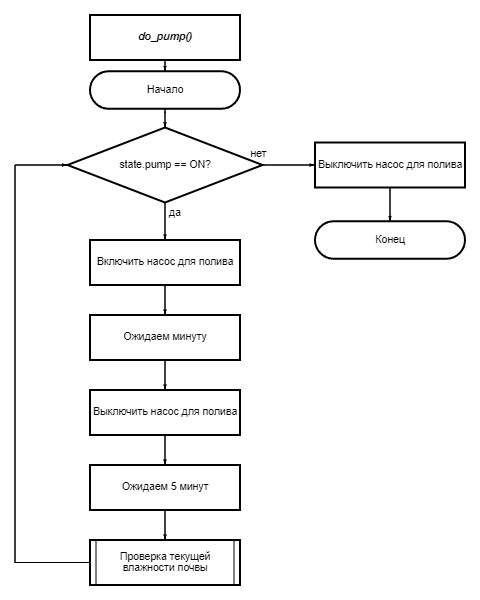 do_pump()
Начало
state.pump == ON?
нет
Выключить насос для полива
да
Конец
Включить насос для полива
Ожидаем минуту
Выключить насос для полива
Ожидаем 5 минут
Проверка текущей
влажности почвы